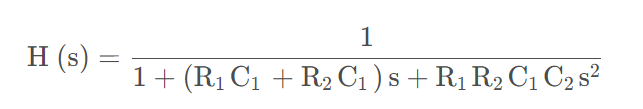 H (s) = 1 / (1 + (R₁ C₁ + R₂ C₁) s + R₁ R₂ C₁ C₂ s²)